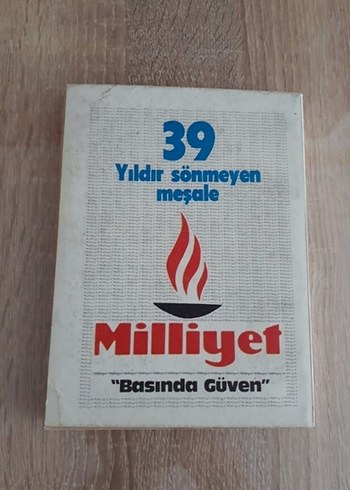 39
Yıldır sönmeyen
meşale
Milliyet
"Basında Güven"